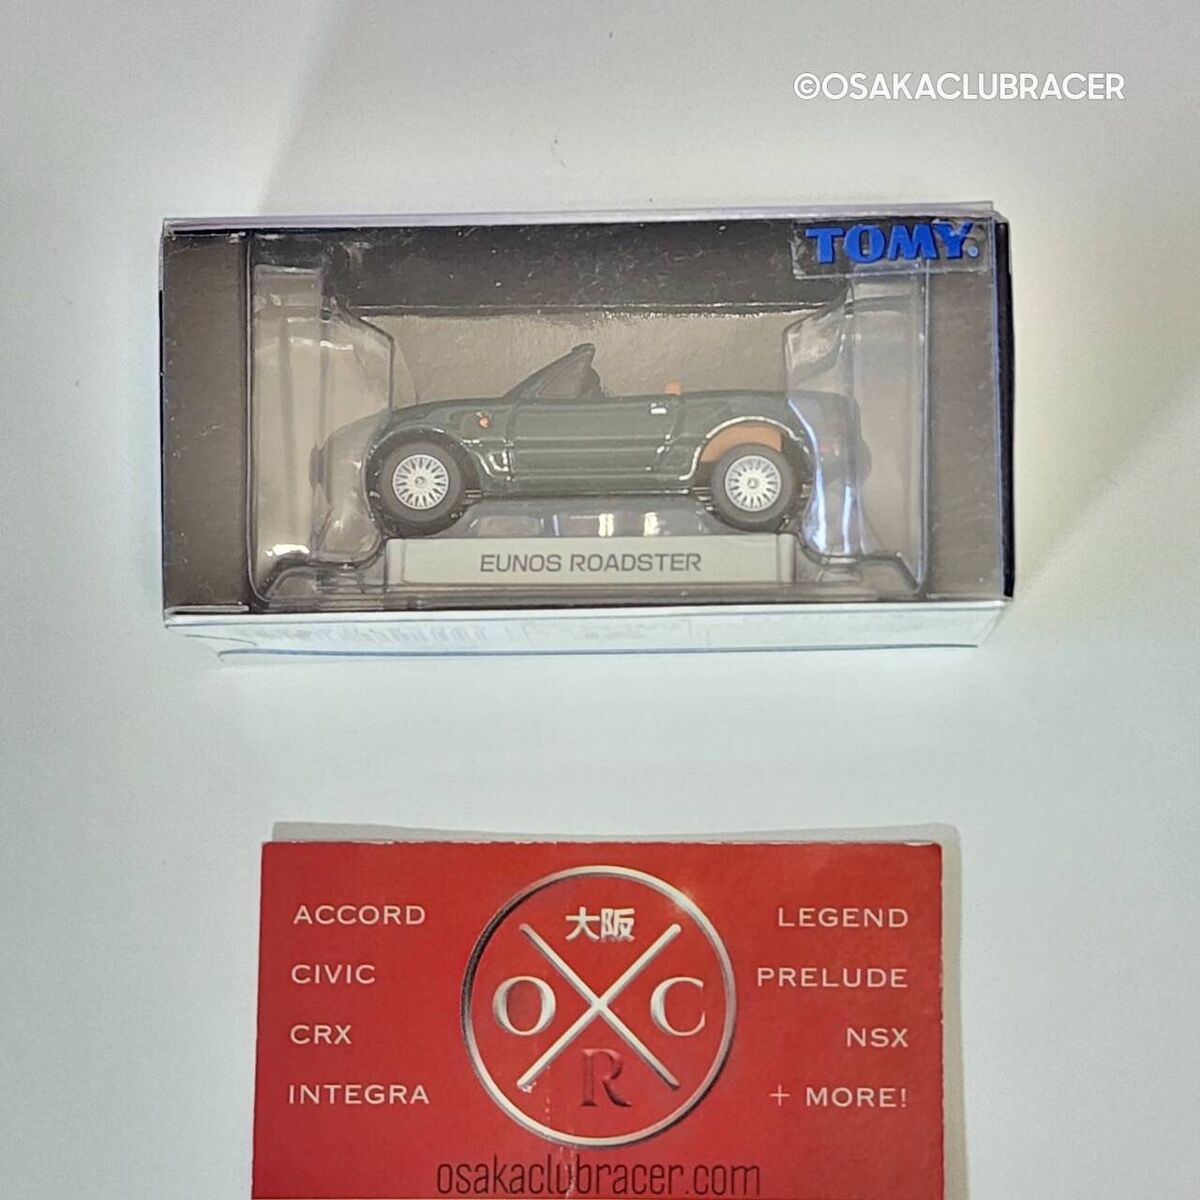 ©OSAKACLUBRACER
TOMY.
EUNOS ROADSTER
ACCORD
CIVIC
CRX
INTEGRA
大阪
O C
R
LEGEND
PRELUDE
NSX
+ MORE!
osakaclubracer.com